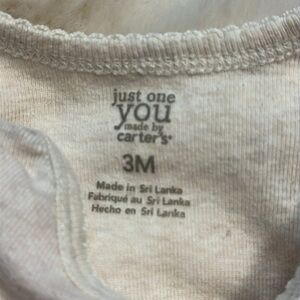 just one
you
made by
carter's®
3M
Made in Sri Lanka
Fabriqué au Sri Lanka
Hecho en Sri Lanka